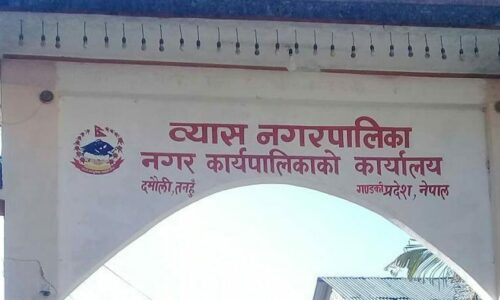 व्यास नगरपालिका
नगर कार्यपालिकाको कार्यालय
दमौली, तनहुँ गण्डकी प्रदेश, नेपाल